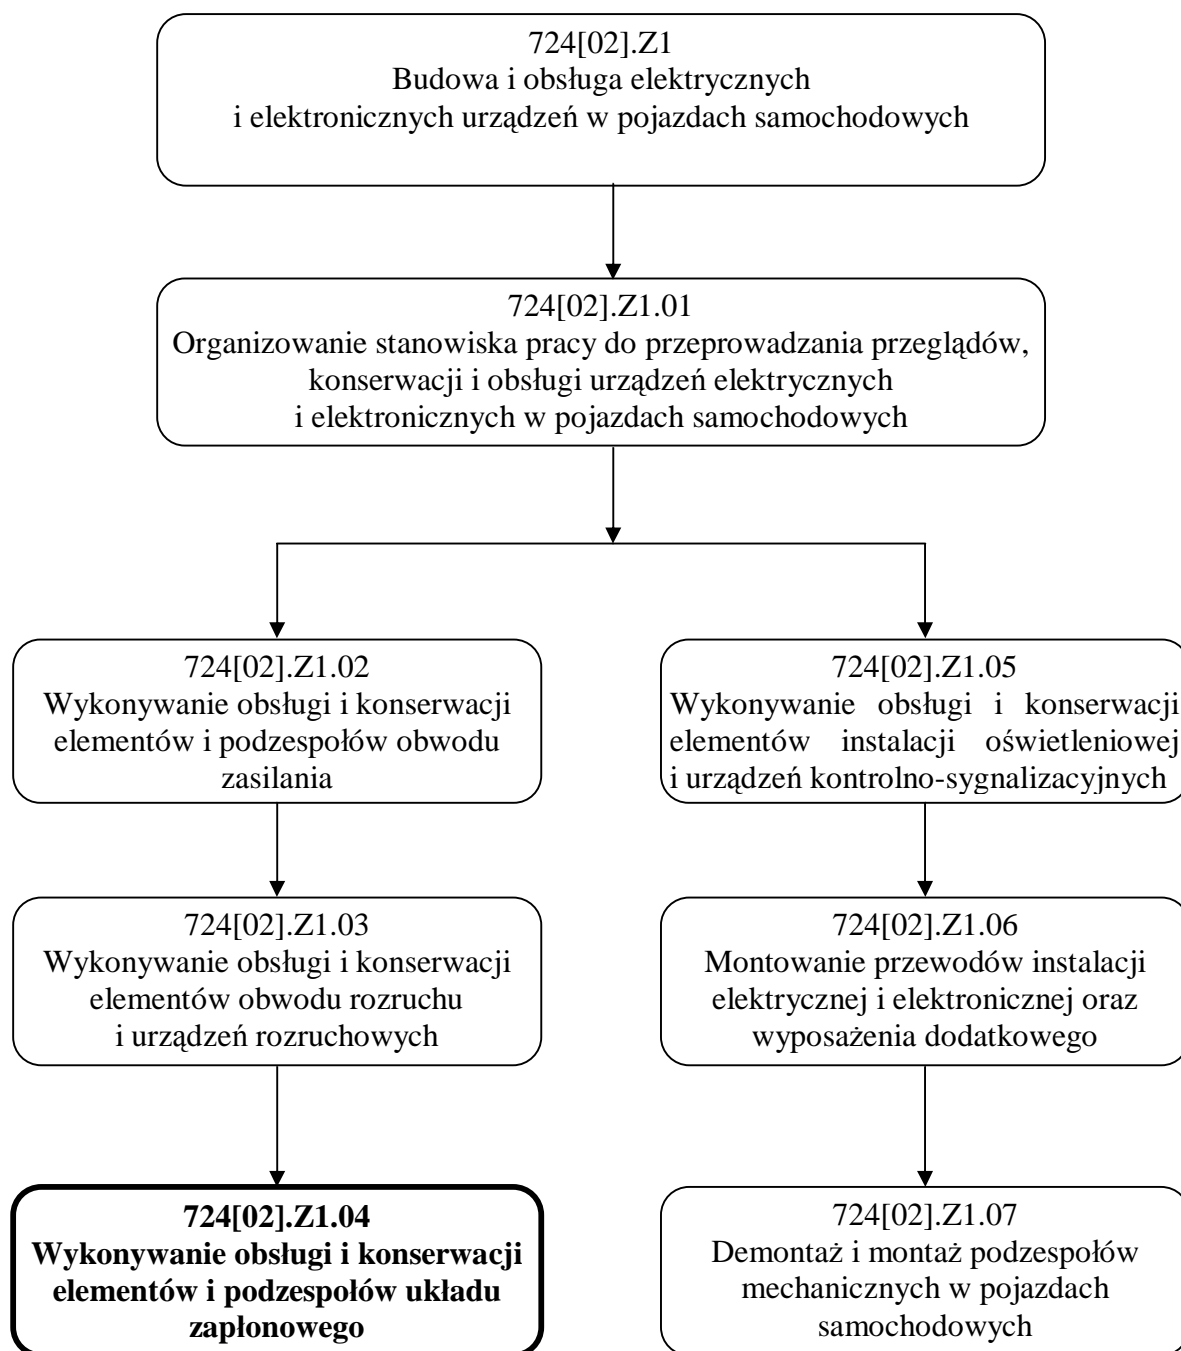 724[02].Z1
Budowa i obsługa elektrycznych
i elektronicznych urządzeń w pojazdach samochodowych
724[02].Z1.01
Organizowanie stanowiska pracy do przeprowadzania przeglądów,
konserwacji i obsługi urządzeń elektrycznych
i elektronicznych w pojazdach samochodowych
724[02].Z1.02
Wykonywanie obsługi i konserwacji
elementów i podzespołów obwodu
zasilania
724[02].Z1.05
Wykonywanie obsługi i konserwacji
elementów instalacji oświetleniowej
i urządzeń kontrolno-sygnalizacyjnych
724[02].Z1.03
Wykonywanie obsługi i konserwacji
elementów obwodu rozruchu
i urządzeń rozruchowych
724[02].Z1.06
Montowanie przewodów instalacji
elektrycznej i elektronicznej oraz
wyposażenia dodatkowego
724[02].Z1.04
Wykonywanie obsługi i konserwacji
elementów i podzespołów układu
zapłonowego
724[02].Z1.07
Demontaż i montaż podzespołów
mechanicznych w pojazdach
samochodowych